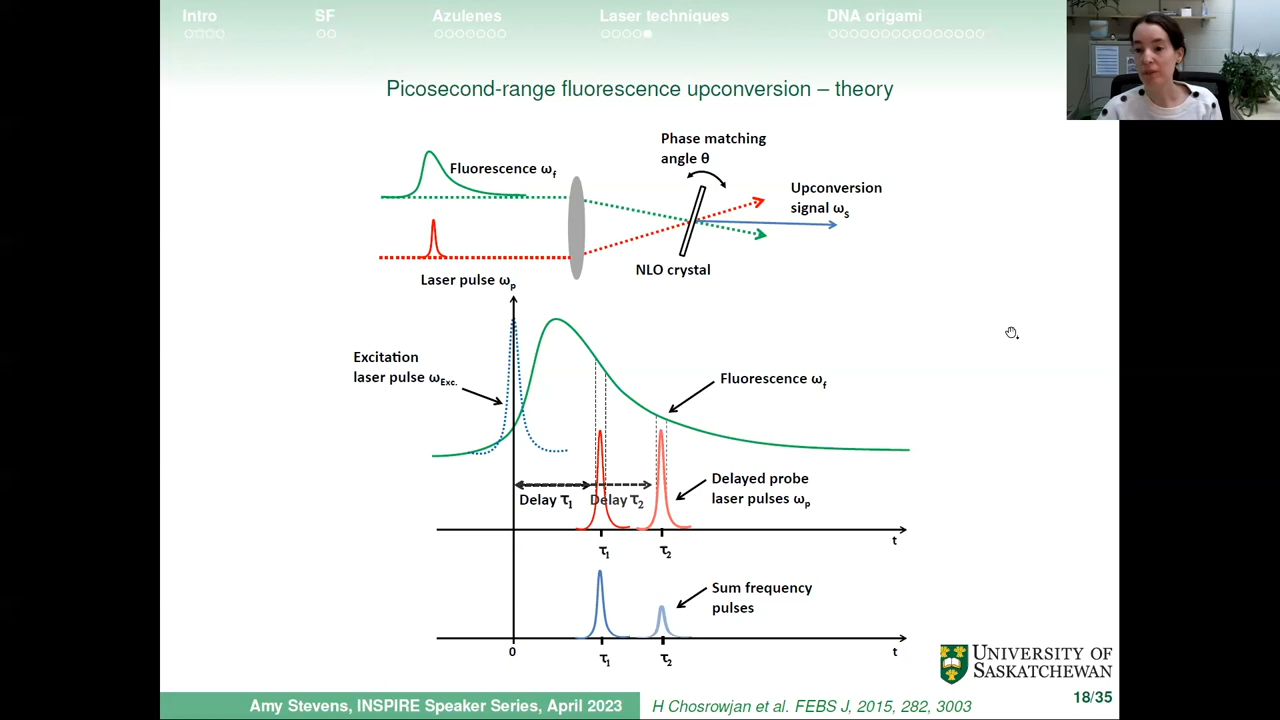 Intro SF Azulenes Laser techniques DNA origami
Picosecond-range fluorescence upconversion – theory
Phase matching
angle θ
Fluorescence ωf
Upconversion
signal ωS
NLO crystal
Laser pulse ωp
Excitation
laser pulse ωExc.
Fluorescence ωf
Delayed probe
laser pulses ωp
Delay τ1 Delay τ2
t
τ1 τ2
Sum frequency
pulses
0 τ1 τ2 t
UNIVERSITY OF
SASKATCHEWAN
18/35
Amy Stevens, INSPIRE Speaker Series, April 2023 H Chosrowjan et al. FEBS J, 2015, 282, 3003